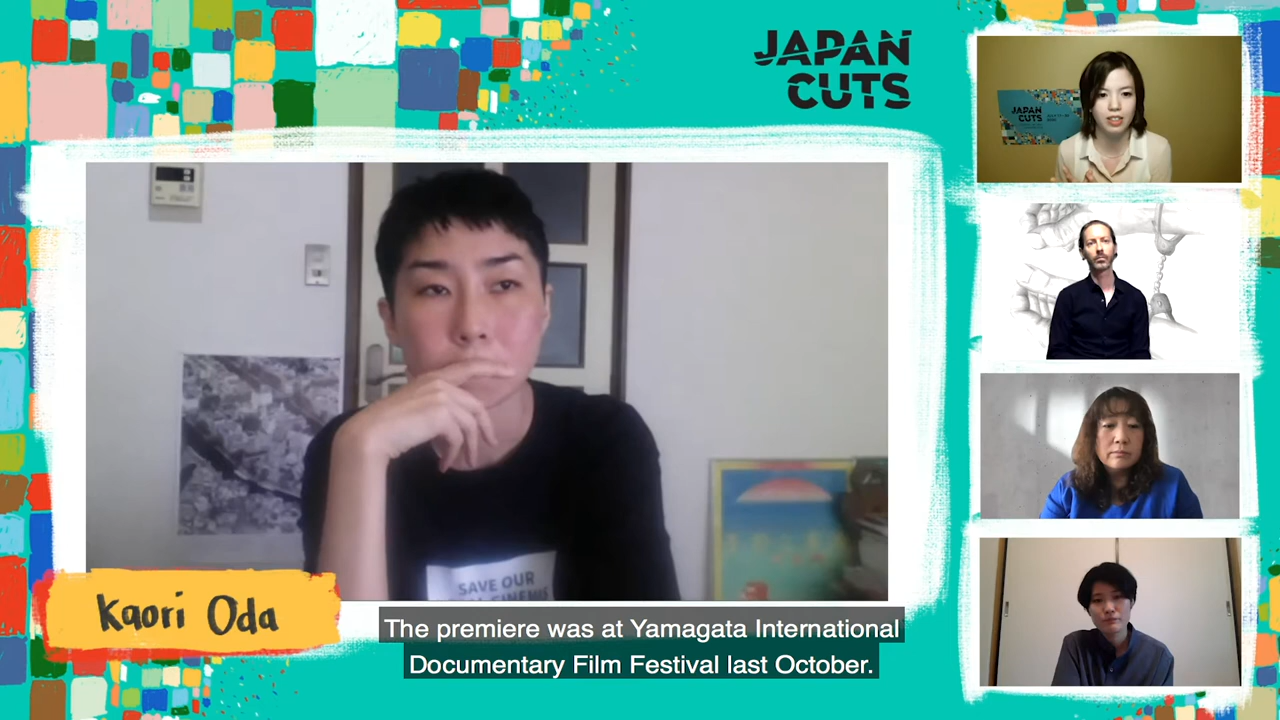 JAPAN
CUTS
JAPAN
CUTS
SAVE OUR
Kaori Oda
The premiere was at Yamagata International
Documentary Film Festival last October.